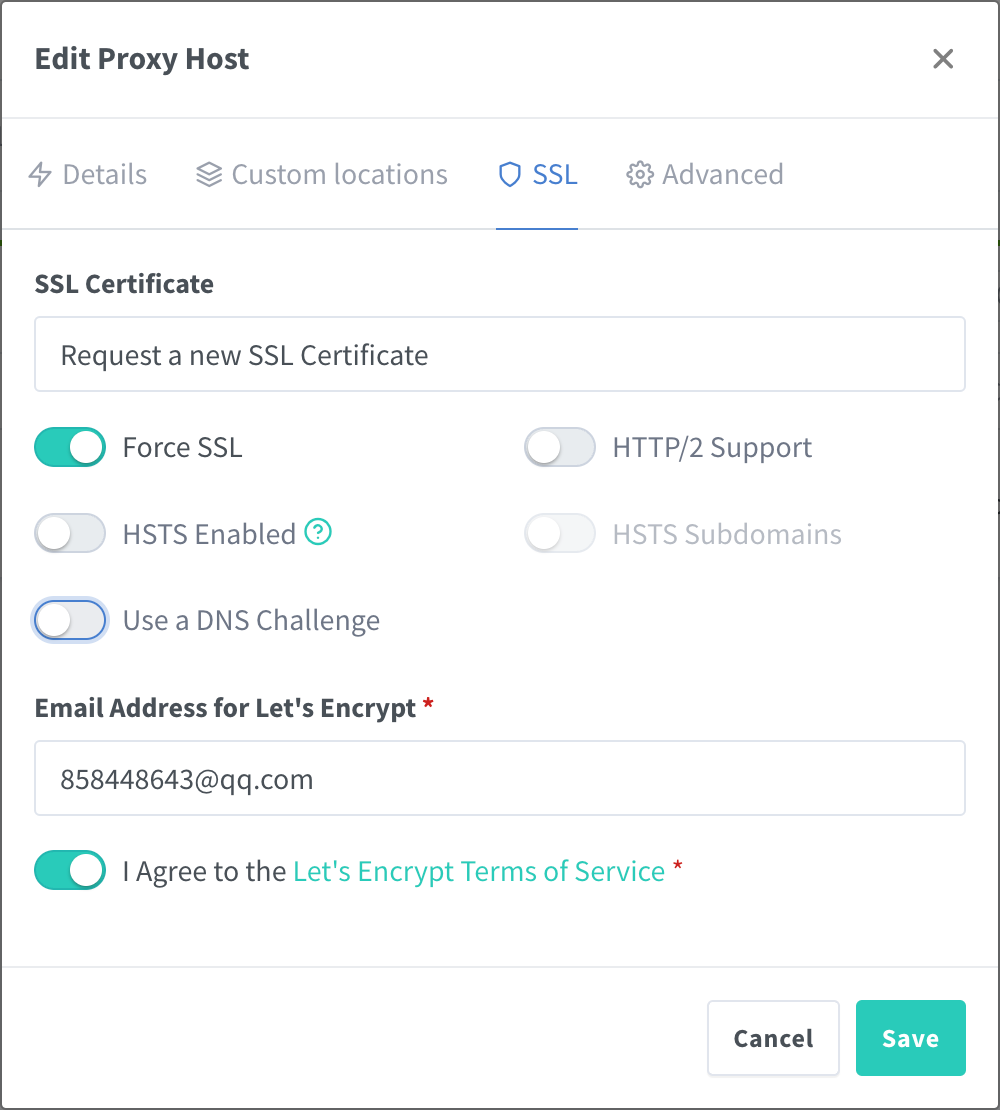 Edit Proxy Host
Details Custom locations SSL Advanced
SSL Certificate
Request a new SSL Certificate
Force SSL HTTP/2 Support
HSTS Enabled ? HSTS Subdomains
Use a DNS Challenge
Email Address for Let's Encrypt *
858448643@qq.com
I Agree to the Let's Encrypt Terms of Service *
Cancel Save